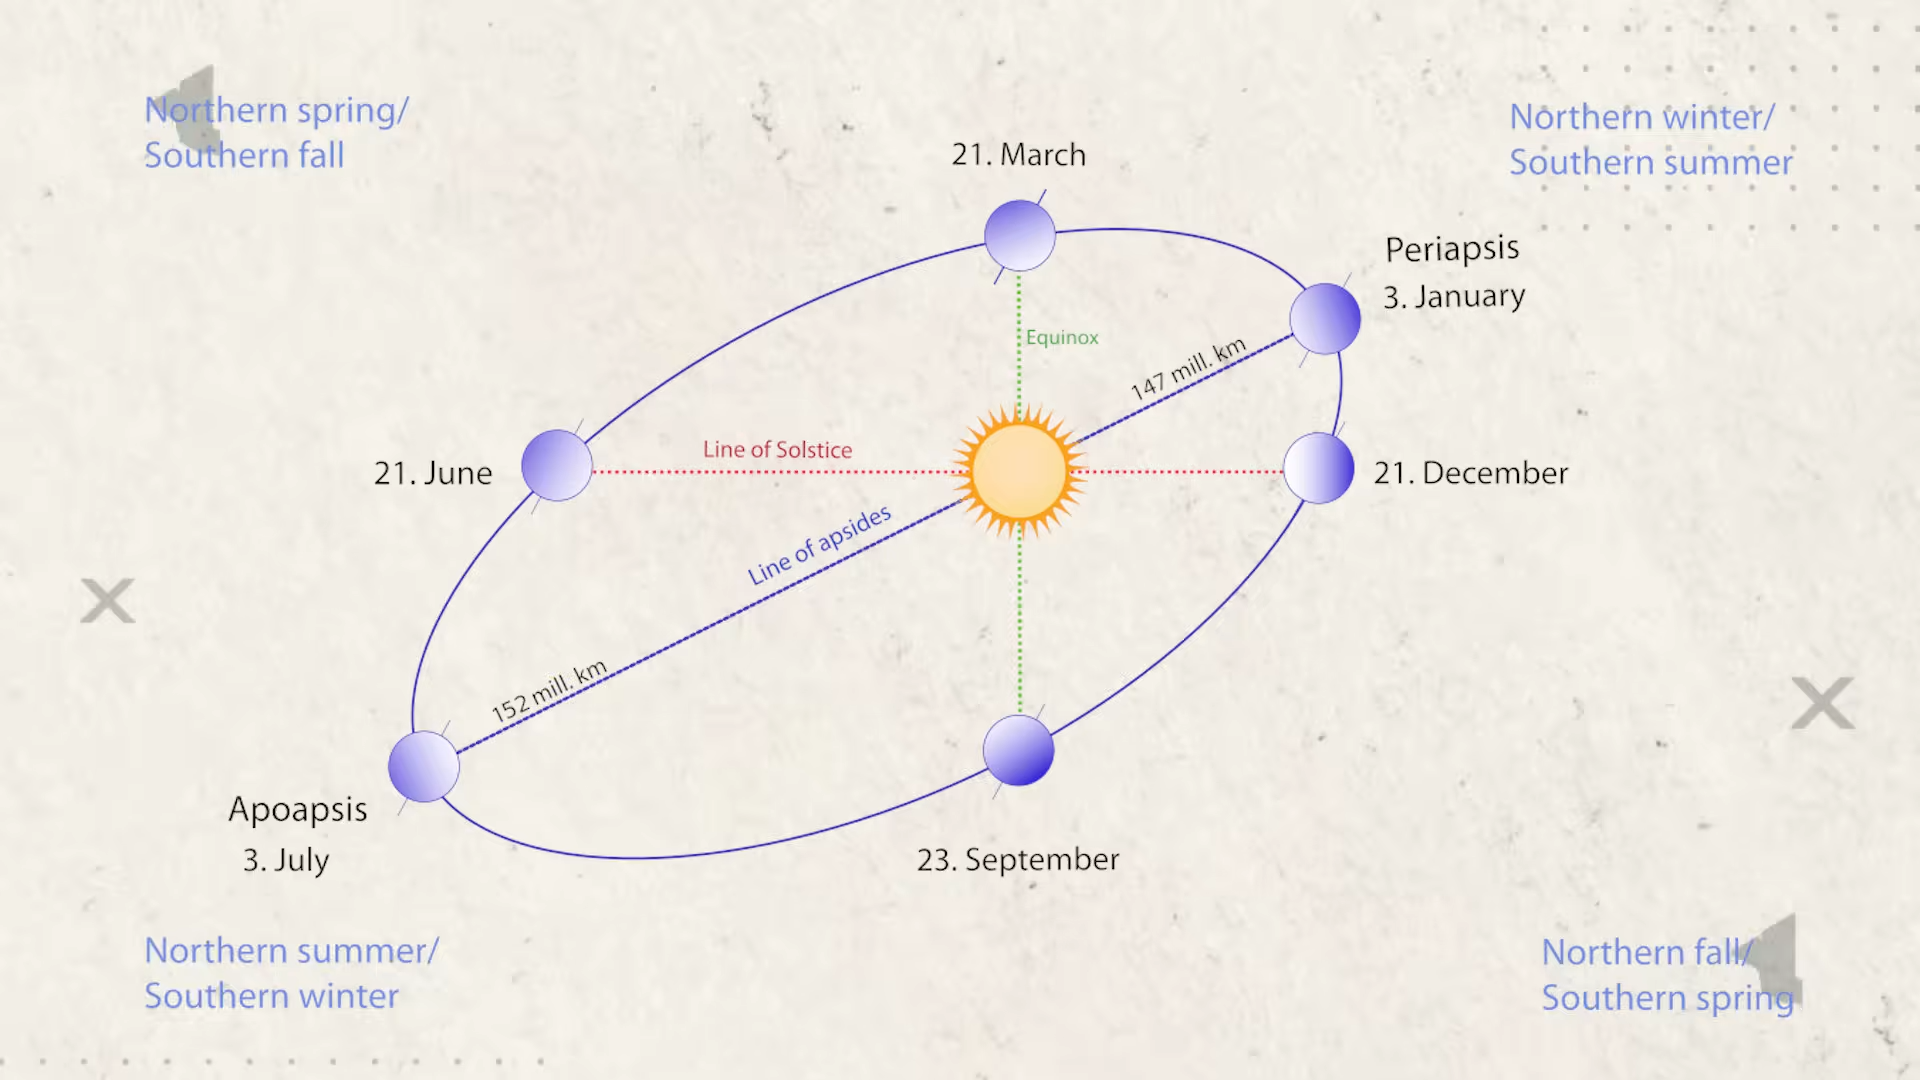 Northern spring/
Southern fall
Northern winter/
Southern summer
21. March
Periapsis
3. January
Equinox
147 mill. km
Line of Solstice
21. June
21. December
Line of apsides
152 mill. km
Apoapsis
3. July
23. September
Northern summer/
Southern winter
Northern fall/
Southern spring